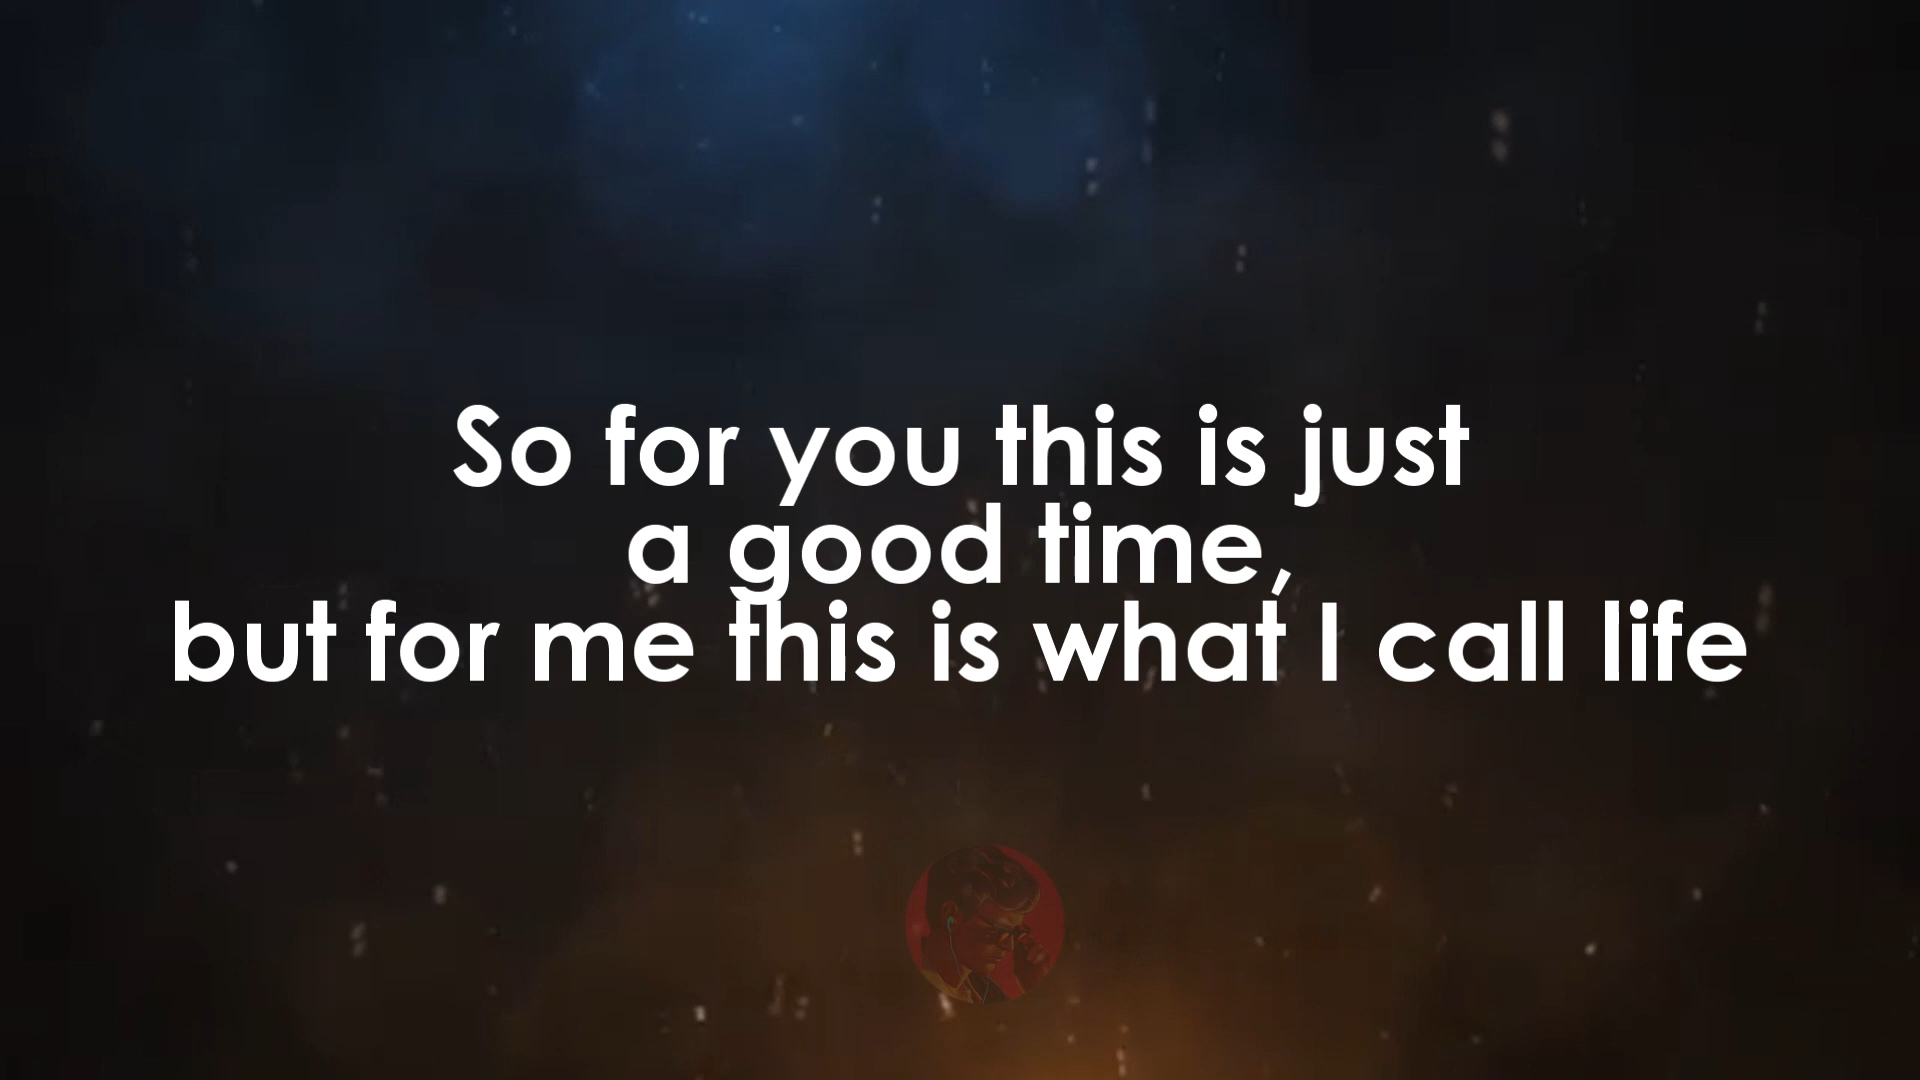 So for you this is just
a good time,
but for me this is what I call life